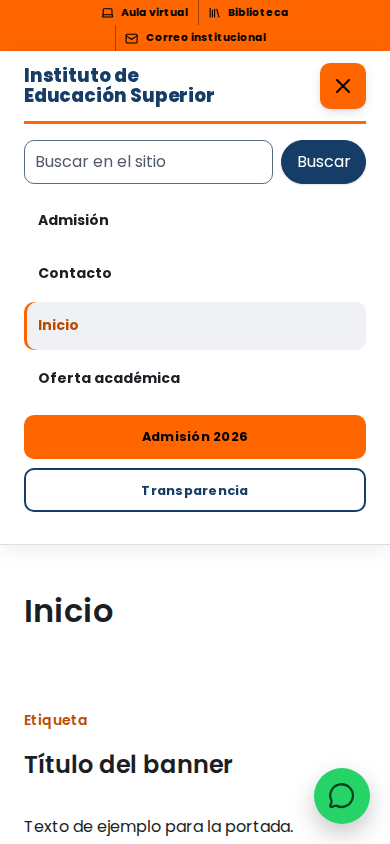 Aula virtual
Biblioteca
Correo institucional
Instituto de
Educación Superior
Buscar en el sitio
Buscar
Admisión
Contacto
Inicio
Oferta académica
Admisión 2026
Transparencia
Inicio
Etiqueta
Título del banner
Texto de ejemplo para la portada.